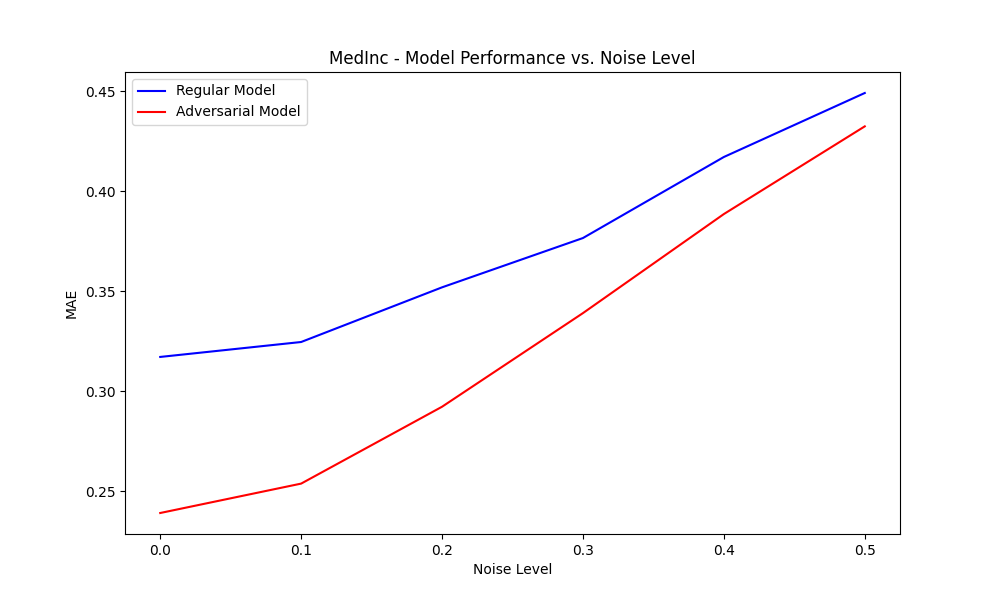 MedInc - Model Performance vs. Noise Level
Regular Model
Adversarial Model
MAE
0.45
0.40
0.35
0.30
0.25
0.0 0.1 0.2 0.3 0.4 0.5
Noise Level